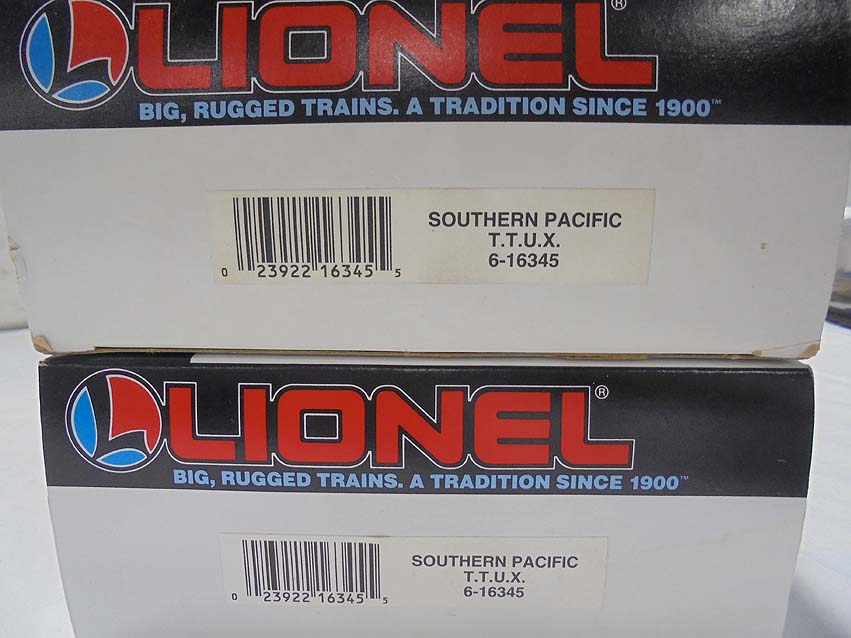 LIONEL®
BIG, RUGGED TRAINS. A TRADITION SINCE 1900™
SOUTHERN PACIFIC
T.T.U.X.
6-16345
0 23922 16345 5
LIONEL®
BIG, RUGGED TRAINS. A TRADITION SINCE 1900™
SOUTHERN PACIFIC
T.T.U.X.
6-16345
0 23922 16345 5